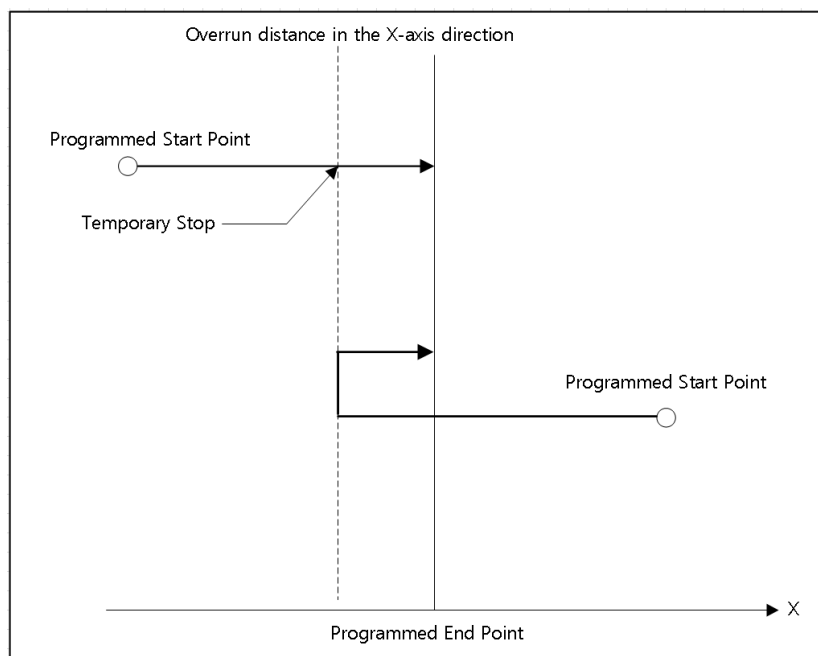 Overrun distance in the X-axis direction
Programmed Start Point
Temporary Stop
Programmed Start Point
X
Programmed End Point